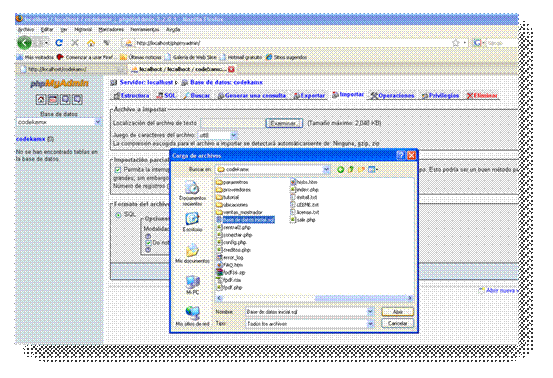 localhost / localhost / codekamx | phpMyAdmin 3.2.0.1 - Mozilla Firefox
Archivo Editar Ver Historial Marcadores Herramientas Ayuda
http://localhost/phpmyadmin/
Más visitados Comenzar a usar Firef... Últimas noticias Galería de Web Slice Hotmail gratuito Sitios sugeridos
http://localhost/codekamx/
localhost / localhost / codekamx...
phpMyAdmin
Base de datos
codekamx
codekamx (0)
No se han encontrado tablas en la base de datos.
Servidor: localhost Base de datos: codekamx
Estructura SQL Buscar Generar una consulta Exportar Importar Operaciones Privilegios Eliminar
Archivo a importar
Localización del archivo de texto Examinar... (Tamaño máximo: 2,048 KB)
Juego de caracteres del archivo: utf8
La compresión escogida para el archivo a importar se detectará automáticamente de: Ninguna, gzip, zip
Importación parcial
Permita la interrup
po. Esto podría ser un buen método pa
grandes; sin embargo,
Número de registros (
Formato del archivo
SQL
Opciones
Modalidad
Do not
Abrir nueva v
Carga de archivos
Buscar en: codekamx
Documentos recientes
Escritorio
Mis documentos
Mi PC
Mis sitios de red
parametros
proveedores
tutorial
ubicaciones
ventas_mostrador
Base de datos inicial.sql
central2.php
conectar.php
config.php
creditos.php
error_log
FAQ.htm
fpdf16.zip
fpdf.css
fpdf.php
histo.htm
index.php
install.txt
LEEME.txt
license.txt
salir.php
Nombre: Base de datos inicial.sql Abrir
Tipo: Todos los archivos Cancelar